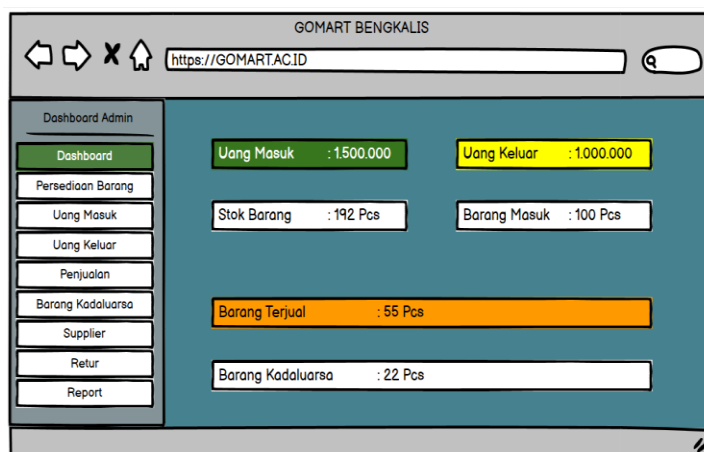 GOMART BENGKALIS
https://GOMART.AC.ID
Dashboard Admin
Dashboard
Persediaan Barang
Uang Masuk
Uang Keluar
Penjualan
Barang Kadaluarsa
Supplier
Retur
Report
Uang Masuk : 1.500.000
Uang Keluar : 1.000.000
Stok Barang : 192 Pcs
Barang Masuk : 100 Pcs
Barang Terjual : 55 Pcs
Barang Kadaluarsa : 22 Pcs